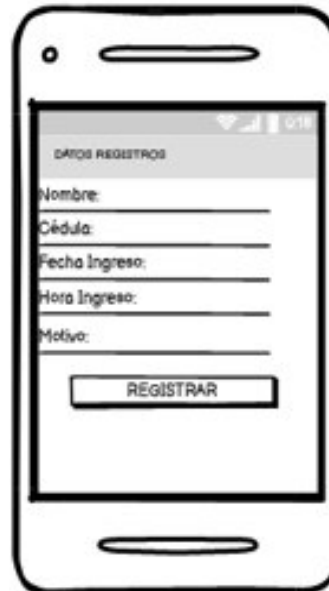 DATOS REGISTROS
Nombre:
Cédula:
Fecha Ingreso:
Hora Ingreso:
Motivo:
REGISTRAR